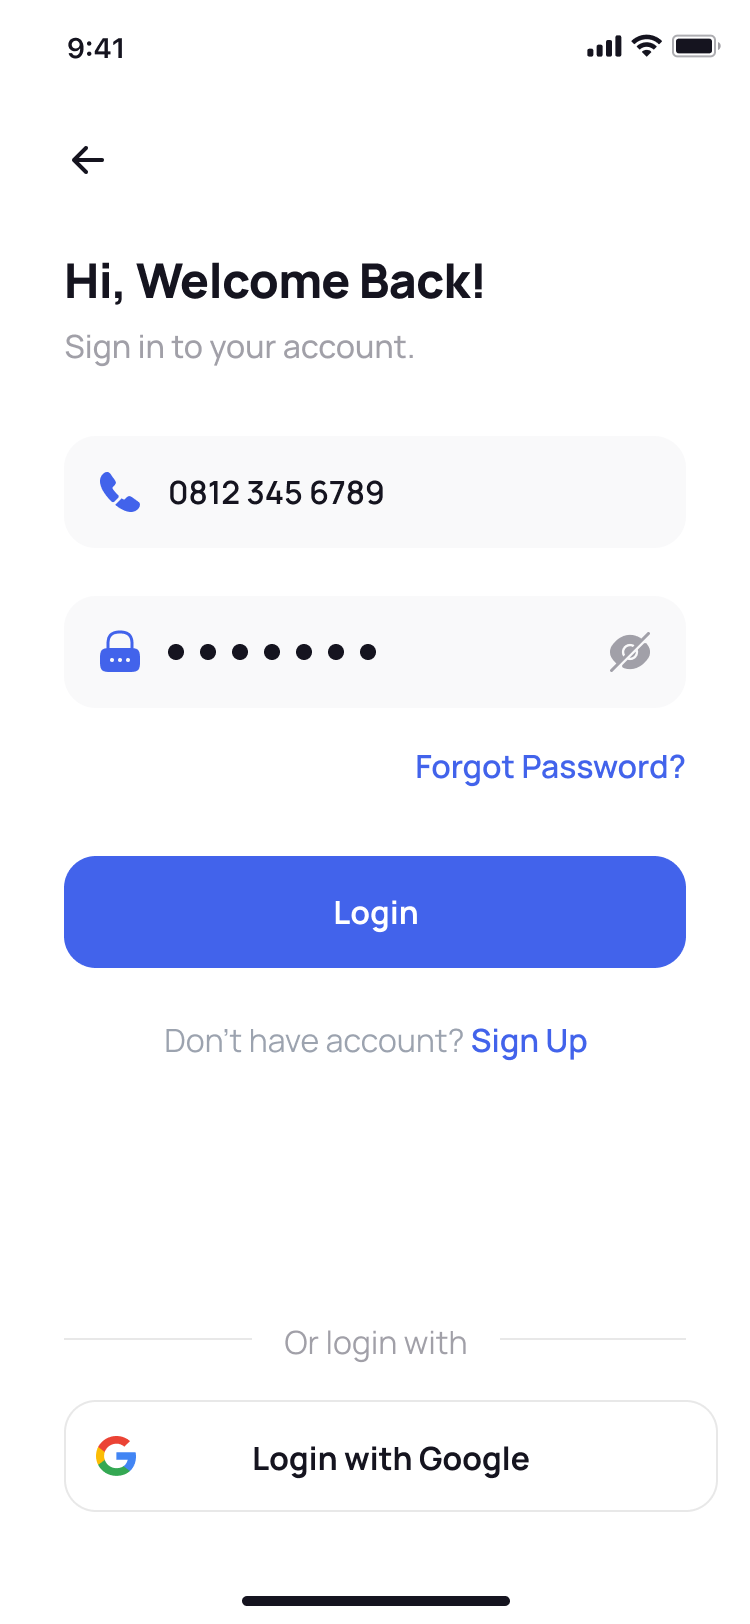 9:41
Hi, Welcome Back!
Sign in to your account.
0812 345 6789
Forgot Password?
Login
Don't have account? Sign Up
Or login with
Login with Google